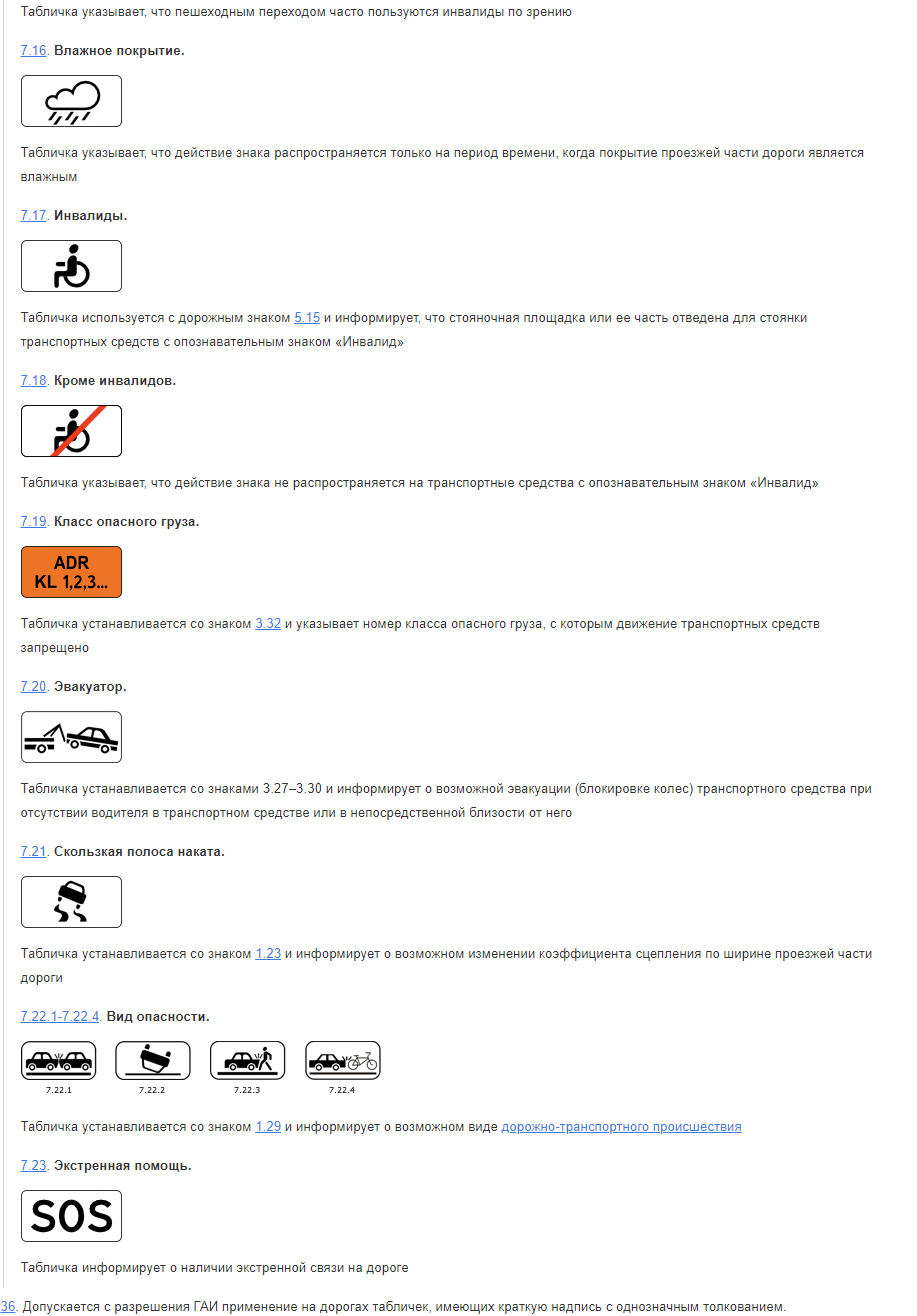 Табличка указывает, что пешеходным переходом часто пользуются инвалиды по зрению
7.16. Влажное покрытие.
Табличка указывает, что действие знака распространяется только на период времени, когда покрытие проезжей части дороги является
влажным
7.17. Инвалиды.
Табличка используется с дорожным знаком 5.15 и информирует, что стояночная площадка или ее часть отведена для стоянки
транспортных средств с опознавательным знаком «Инвалид»
7.18. Кроме инвалидов.
Табличка указывает, что действие знака не распространяется на транспортные средства с опознавательным знаком «Инвалид»
7.19. Класс опасного груза.
ADR
KL 1,2,3...
Табличка устанавливается со знаком 3.32 и указывает номер класса опасного груза, с которым движение транспортных средств
запрещено
7.20. Эвакуатор.
Табличка устанавливается со знаками 3.27–3.30 и информирует о возможной эвакуации (блокировке колес) транспортного средства при
отсутствии водителя в транспортном средстве или в непосредственной близости от него
7.21. Скользкая полоса наката.
Табличка устанавливается со знаком 1.23 и информирует о возможном изменении коэффициента сцепления по ширине проезжей части
дороги
7.22.1-7.22.4. Вид опасности.
7.22.1 7.22.2 7.22.3 7.22.4
Табличка устанавливается со знаком 1.29 и информирует о возможном виде дорожно-транспортного происшествия
7.23. Экстренная помощь.
SOS
Табличка информирует о наличии экстренной связи на дороге
36. Допускается с разрешения ГАИ применение на дорогах табличек, имеющих краткую надпись с однозначным толкованием.